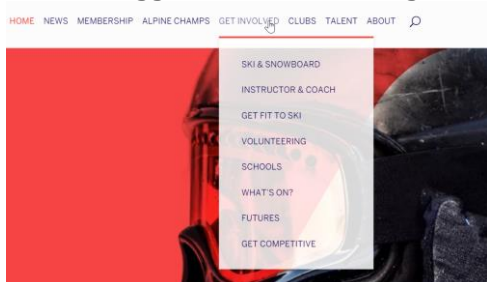 HOME NEWS MEMBERSHIP ALPINE CHAMPS GET INVOLVED CLUBS TALENT ABOUT
SKI & SNOWBOARD
INSTRUCTOR & COACH
GET FIT TO SKI
VOLUNTEERING
SCHOOLS
WHAT'S ON?
FUTURES
GET COMPETITIVE